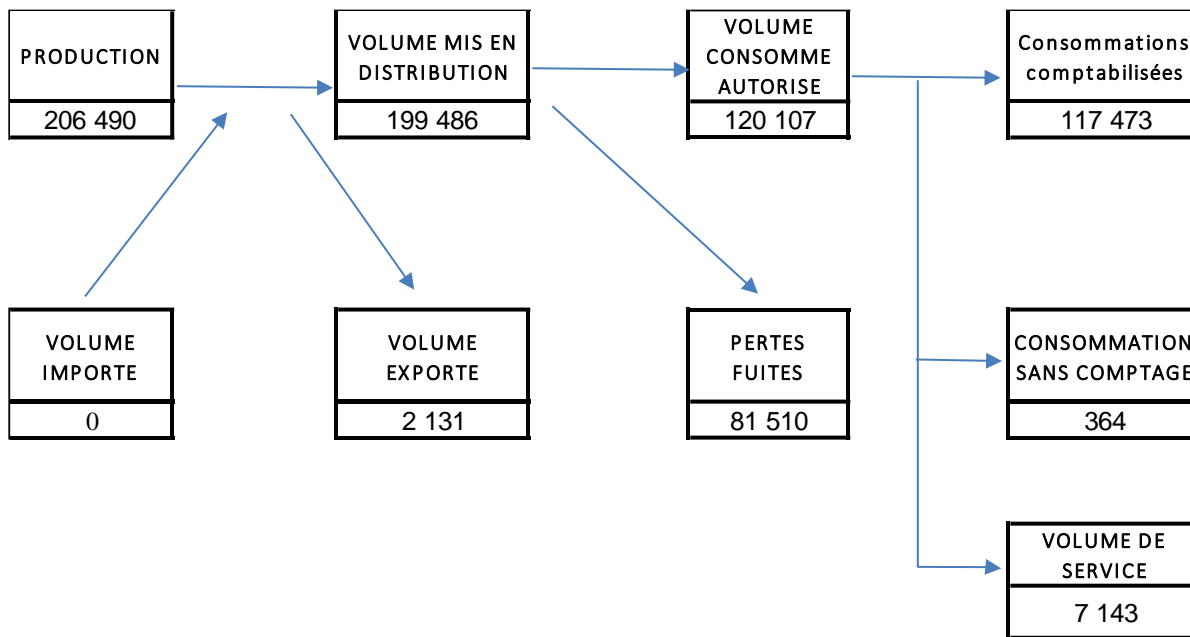 PRODUCTION
206 490
VOLUME MIS EN
DISTRIBUTION
199 486
VOLUME
CONSOMME
AUTORISE
120 107
Consommations
comptabilisées
117 473
VOLUME
IMPORTE
0
VOLUME
EXPORTE
2 131
PERTES
FUITES
81 510
CONSOMMATION
SANS COMPTAGE
364
VOLUME DE
SERVICE
7 143